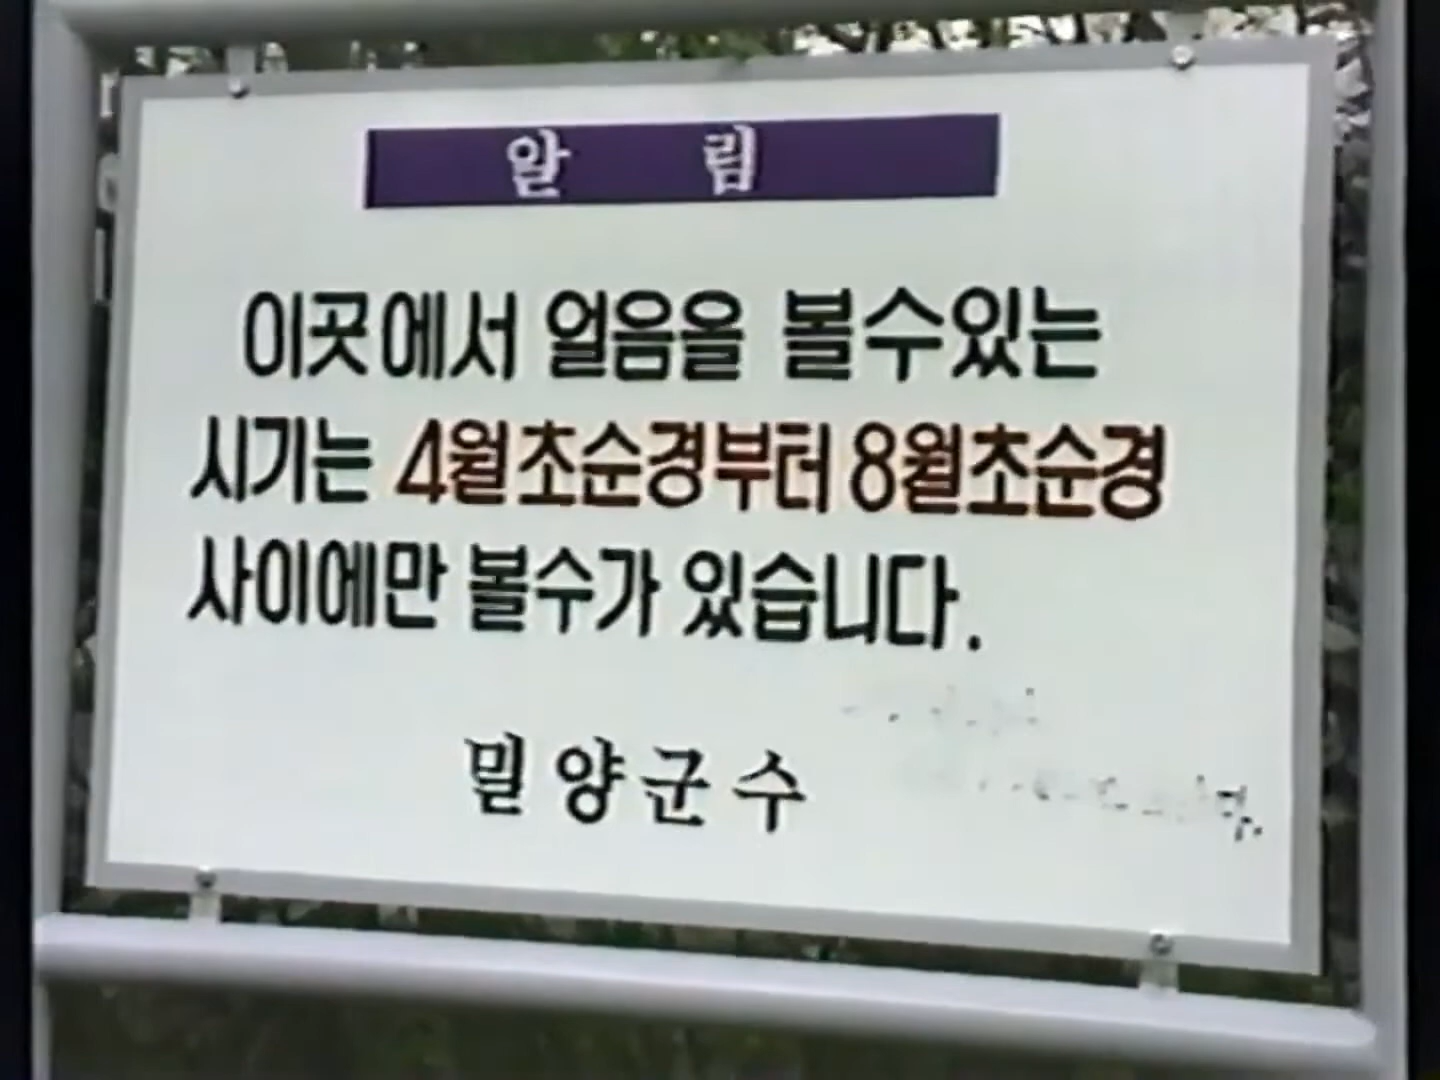 알 림
이곳에서 얼음을 볼수있는
시기는 4월초순경부터 8월초순경
사이에만 볼수가 있습니다.
밀양군수